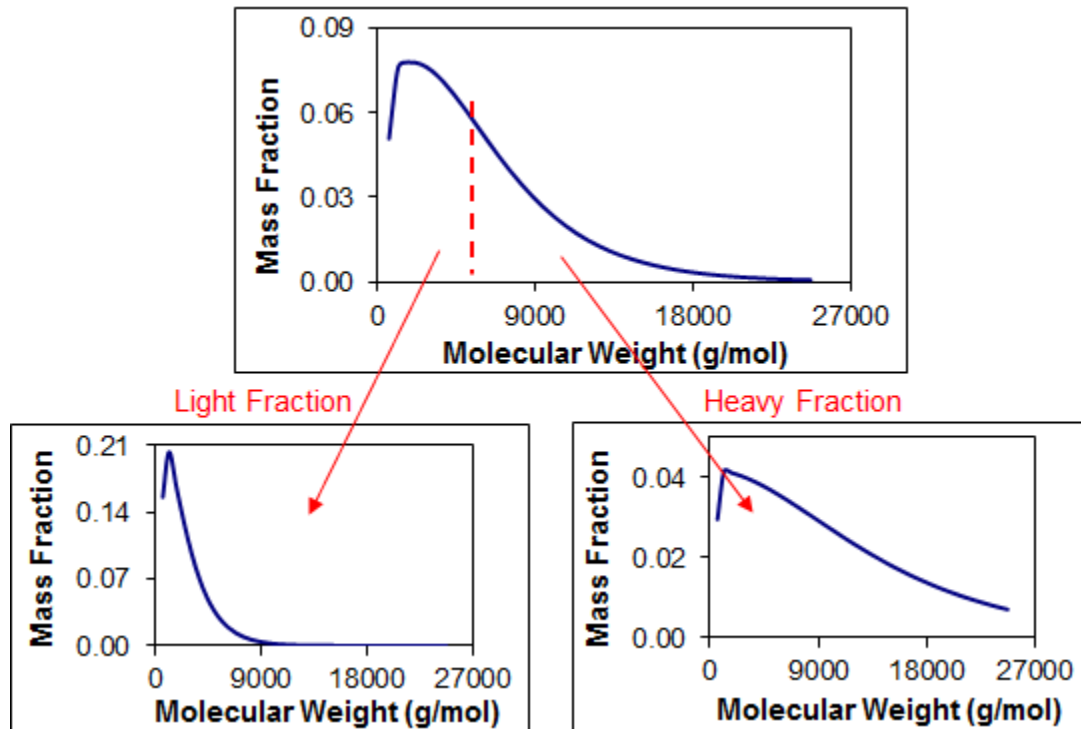 0.09
0.06
0.03
0.00
Mass Fraction
0 9000 18000 27000
Molecular Weight (g/mol)
Light Fraction
Heavy Fraction
0.21
0.14
0.07
0.00
Mass Fraction
0 9000 18000 27000
Molecular Weight (g/mol)
0.04
0.02
0.00
Mass Fraction
0 9000 18000 27000
Molecular Weight (g/mol)